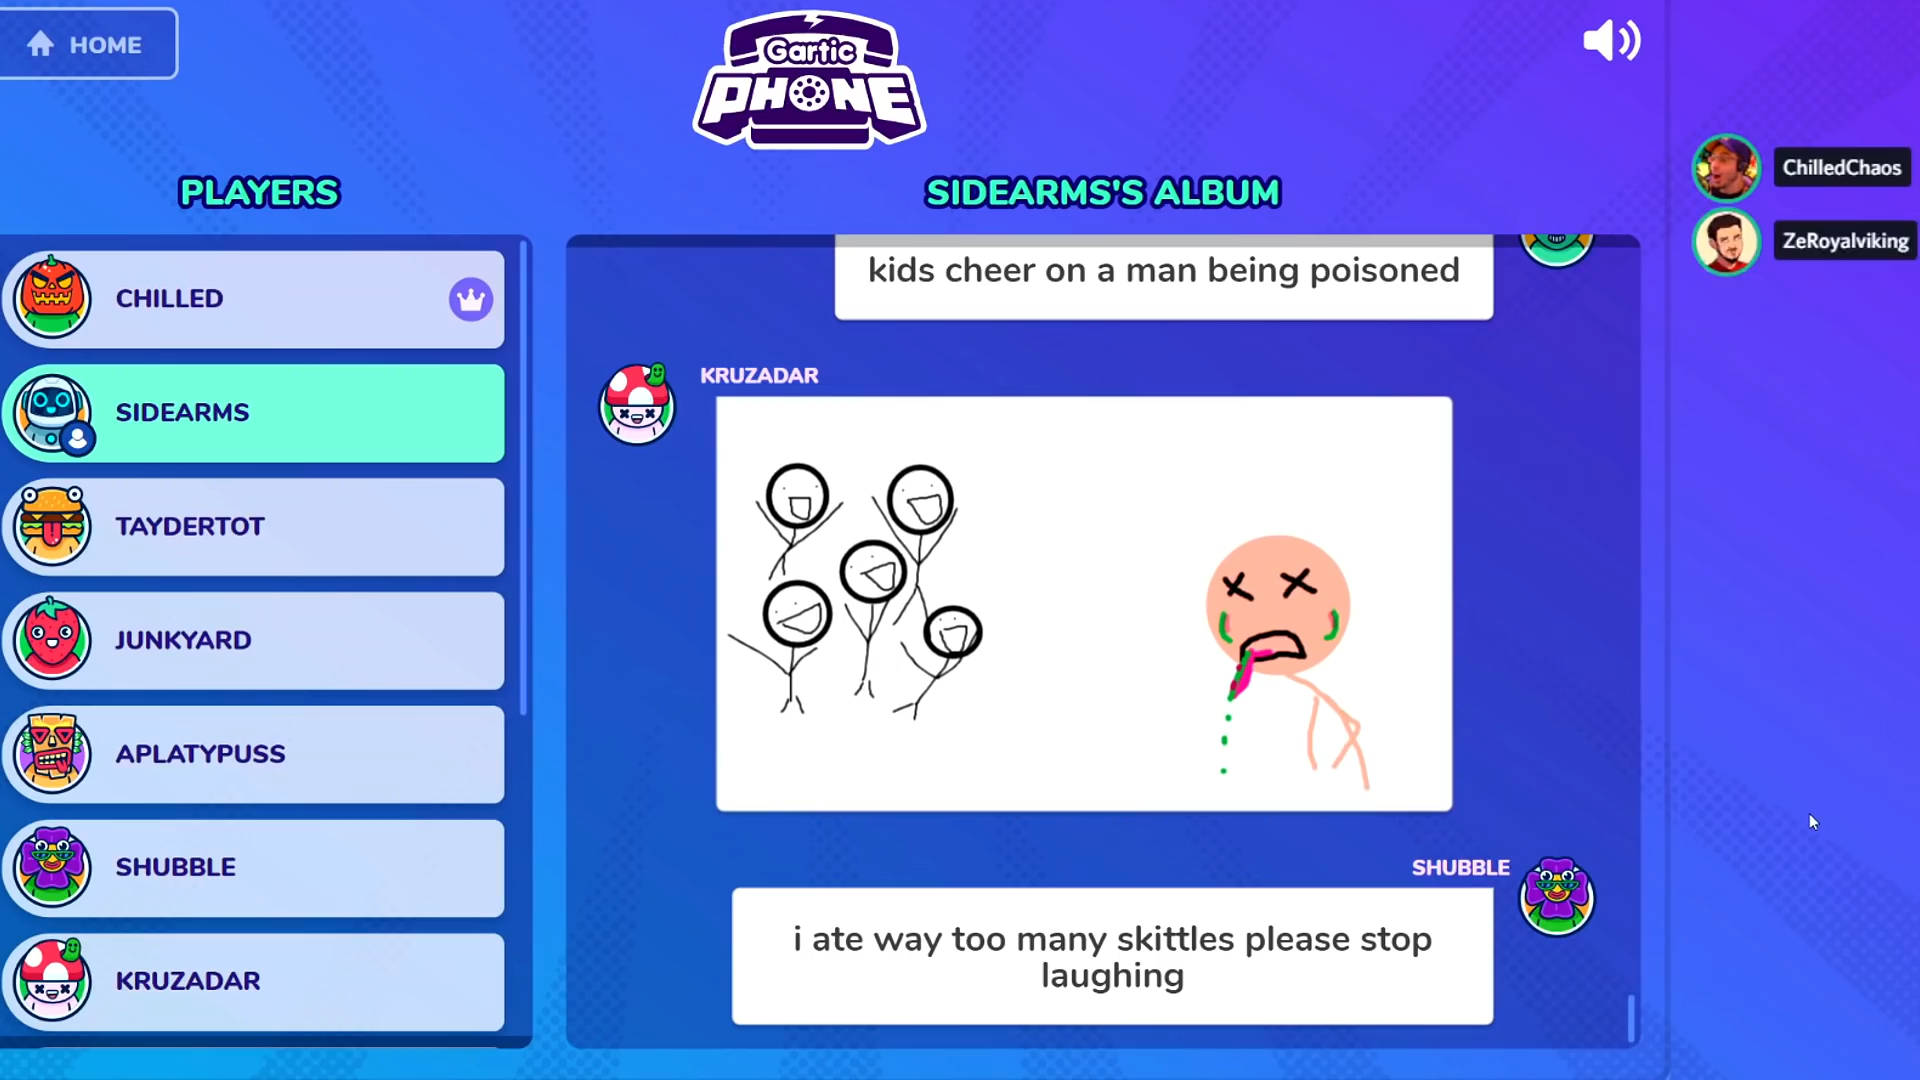 HOME
Gartic
PHONE
PLAYERS
SIDEARMS'S ALBUM
ChilledChaos
ZeRoyalviking
CHILLED
SIDEARMS
TAYDERTOT
JUNKYARD
APLATYPUSS
SHUBBLE
KRUZADAR
kids cheer on a man being poisoned
KRUZADAR
SHUBBLE
i ate way too many skittles please stop
laughing